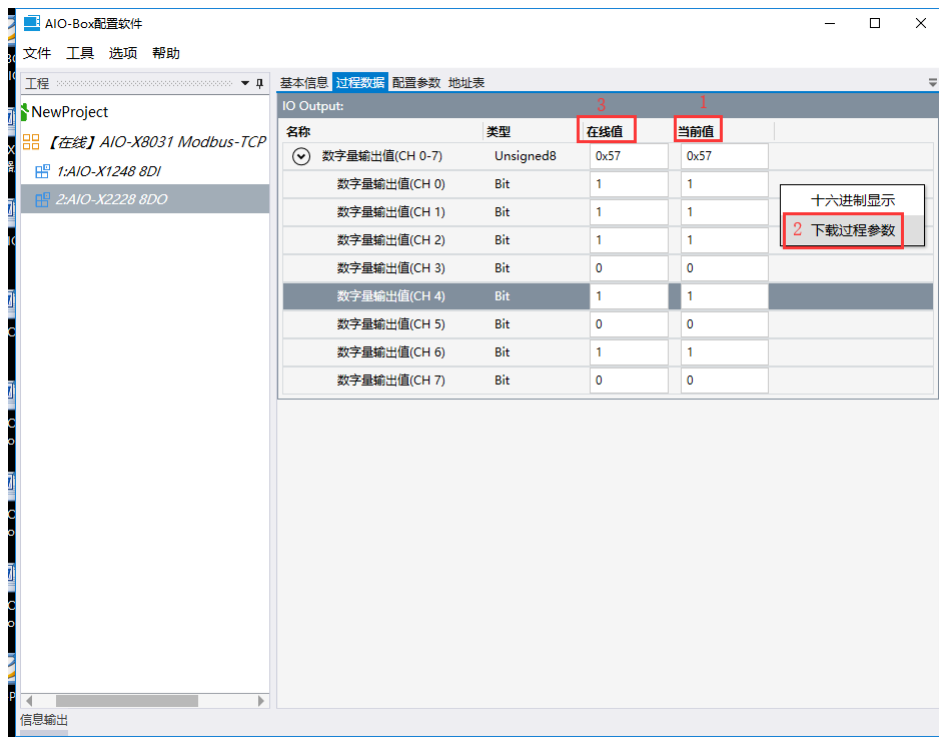 AIO-Box配置软件
文件 工具 选项 帮助
工程
NewProject
【在线】AIO-X8031 Modbus-TCP
1:AIO-X1248 8DI
2:AIO-X2228 8DO
基本信息 过程数据 配置参数 地址表
IO Output: 3 1
名称 类型 在线值 当前值
数字量输出值(CH 0-7) Unsigned8 0x57 0x57
数字量输出值(CH 0) Bit 1 1
数字量输出值(CH 1) Bit 1 1
数字量输出值(CH 2) Bit 1 1
数字量输出值(CH 3) Bit 0 0
数字量输出值(CH 4) Bit 1 1
数字量输出值(CH 5) Bit 0 0
数字量输出值(CH 6) Bit 1 1
数字量输出值(CH 7) Bit 0 0
十六进制显示
2 下载过程参数
信息输出